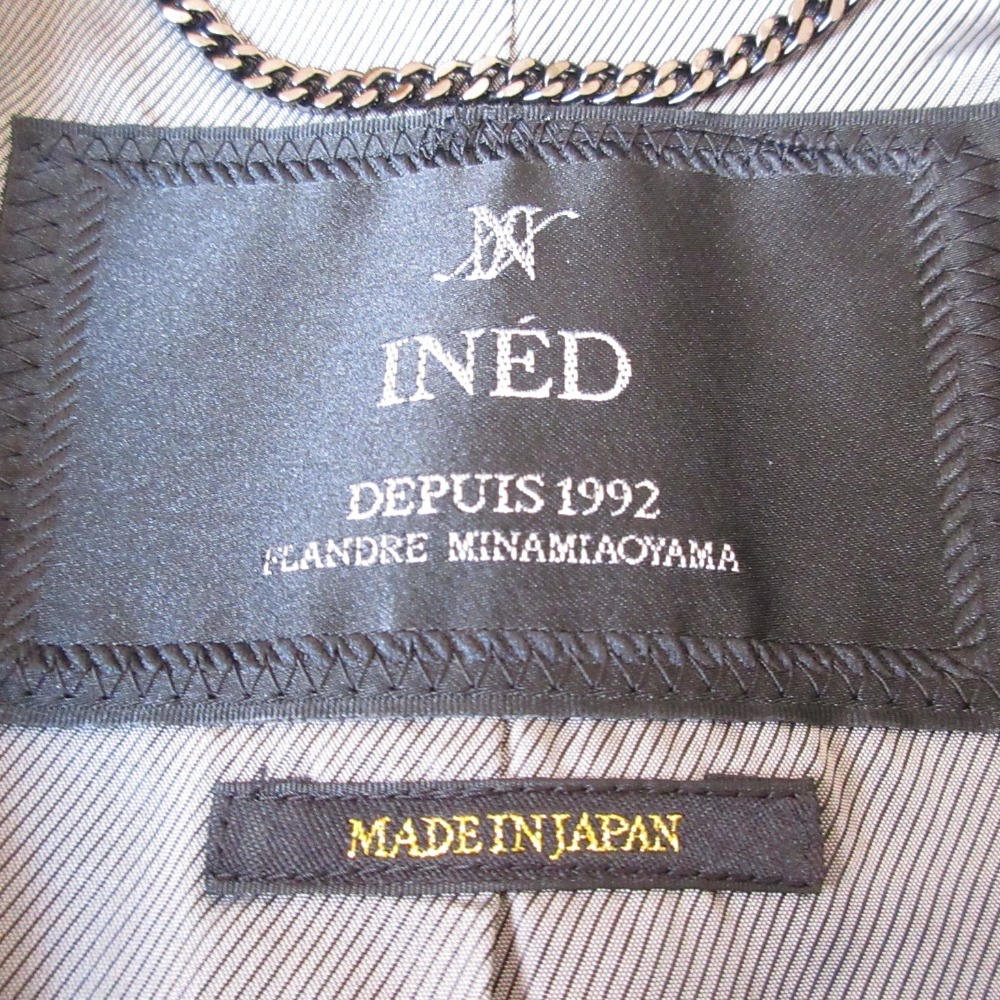 INÉD
DEPUIS 1992
FLANDRE MINAMIAOYAMA
MADE IN JAPAN